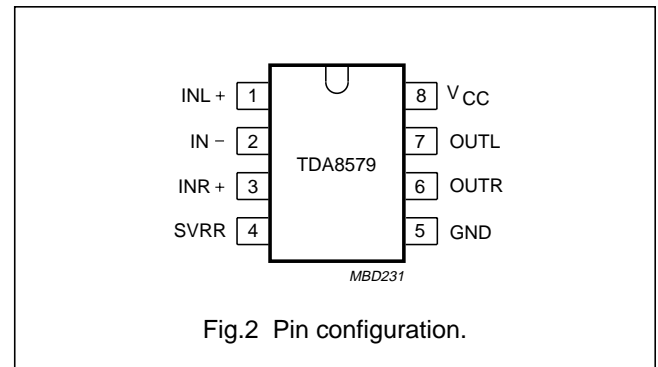 INL + 1 8 VCC
IN − 2 7 OUTL
TDA8579
INR + 3 6 OUTR
SVRR 4 5 GND
MBD231
Fig.2 Pin configuration.